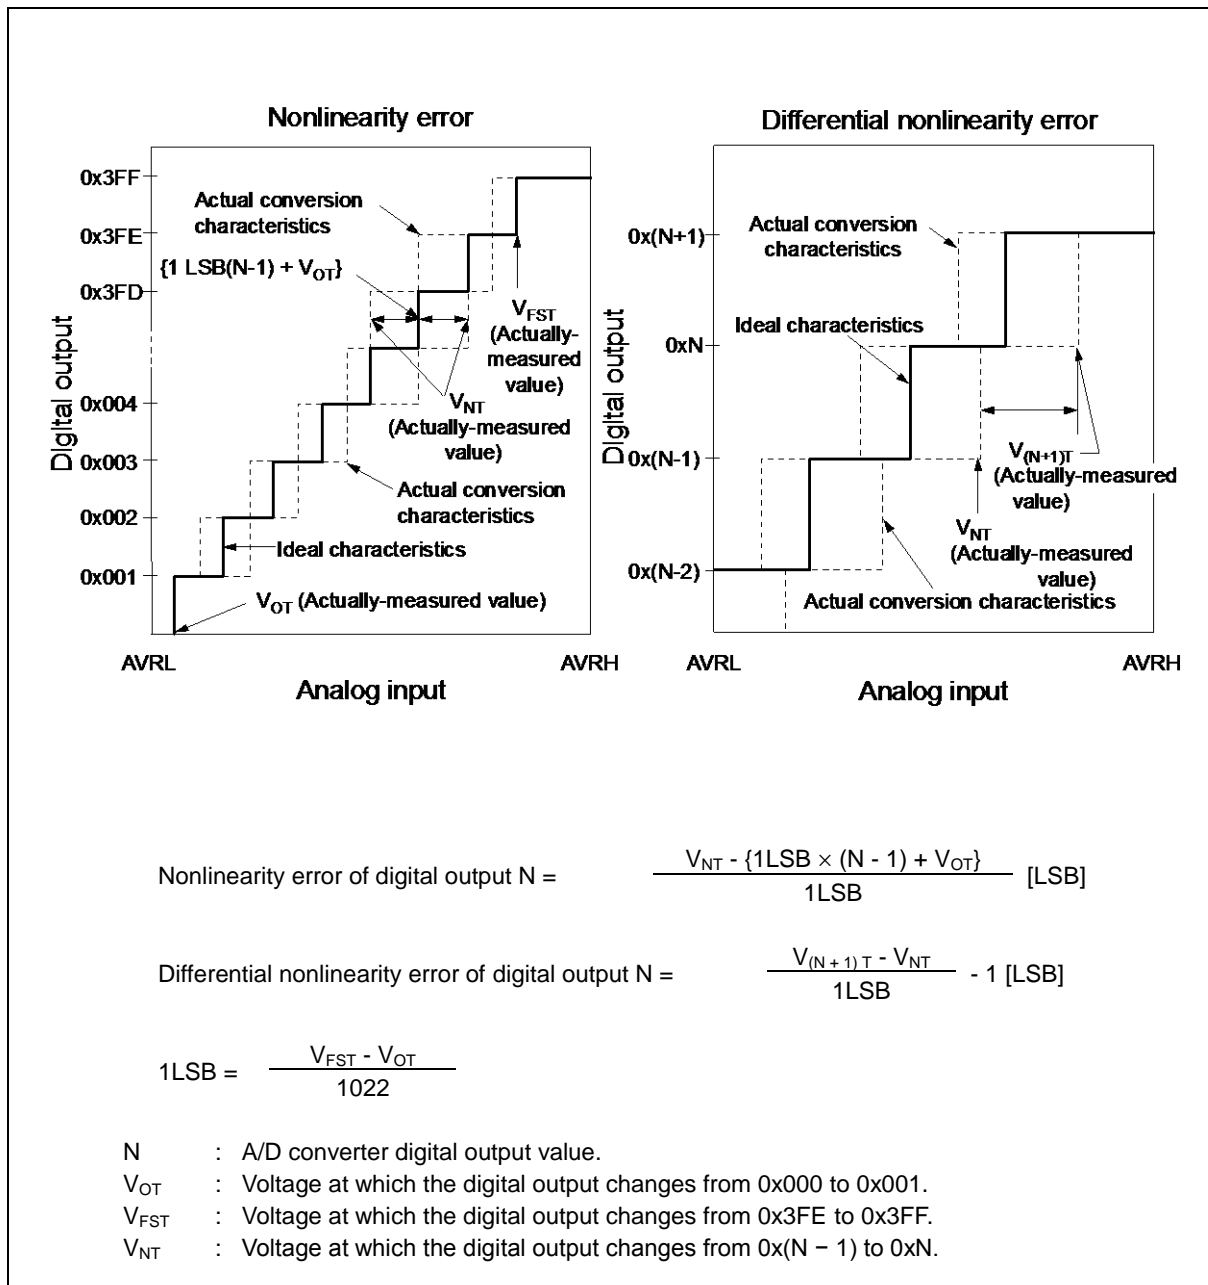 Nonlinearity error
0x3FF
Actual conversion
characteristics
0x3FE
{1 LSB(N-1) + VOT}
0x3FD
VFST
(Actually-
measured
value)
Digital output
0x004
VNT
(Actually-measured
value)
0x003
Actual conversion
characteristics
0x002
Ideal characteristics
0x001
VOT (Actually-measured value)
AVRL
AVRH
Analog input
Differential nonlinearity error
Actual conversion
characteristics
0x(N+1)
Ideal characteristics
0xN
Digital output
0x(N-1)
V(N+1)T
(Actually-measured
value)
VNT
(Actually-measured
value)
0x(N-2)
Actual conversion characteristics
AVRL
AVRH
Analog input
Nonlinearity error of digital output N =
VNT - {1LSB × (N - 1) + VOT}
1LSB
[LSB]
Differential nonlinearity error of digital output N =
V(N + 1) T - VNT
1LSB
- 1 [LSB]
1LSB =
VFST - VOT
1022
N : A/D converter digital output value.
VOT : Voltage at which the digital output changes from 0x000 to 0x001.
VFST : Voltage at which the digital output changes from 0x3FE to 0x3FF.
VNT : Voltage at which the digital output changes from 0x(N − 1) to 0xN.